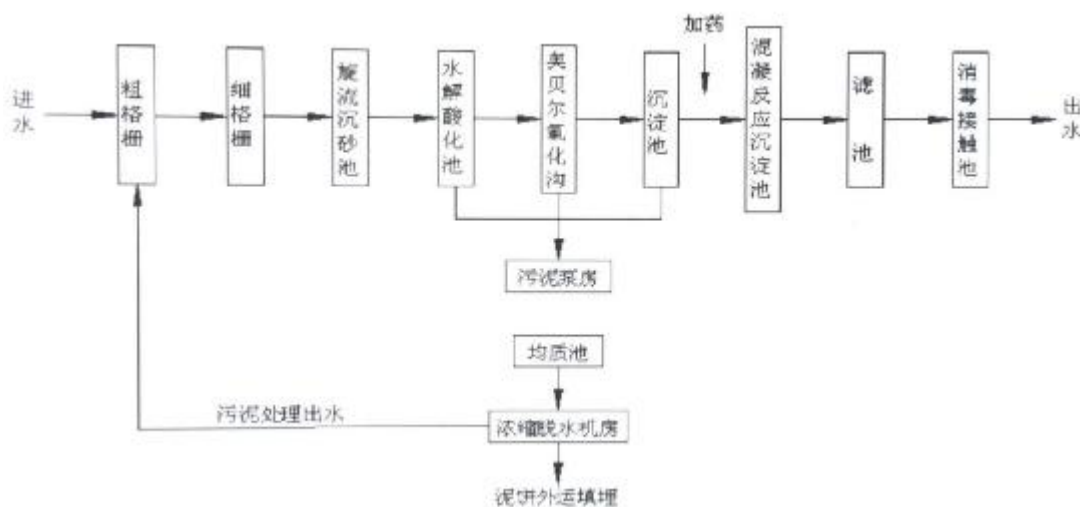 加药
进水
粗格栅
细格栅
旋流沉砂池
水解酸化池
奥贝尔氧化沟
沉淀池
混凝反应沉淀池
滤池
消毒接触池
出水
污泥泵房
均质池
污泥处理出水
浓缩脱水机房
泥饼外运填埋